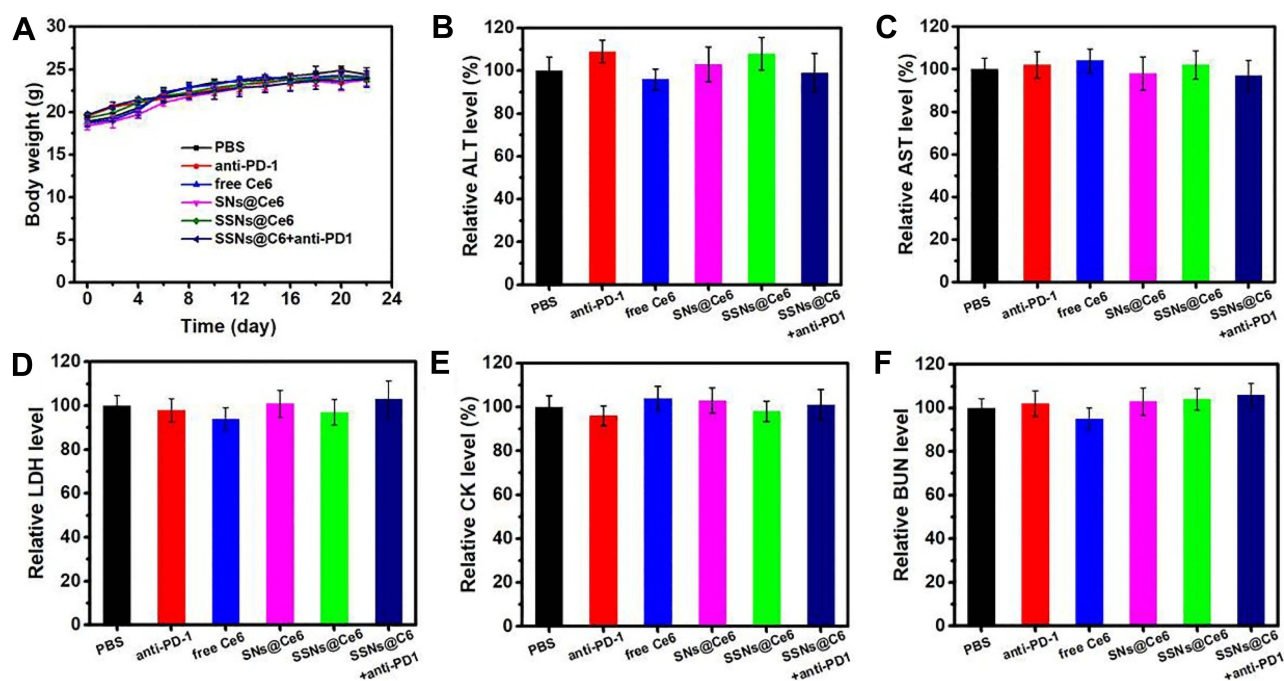 A
Body weight (g)
30
25
20
15
10
5
0
PBS
anti-PD-1
free Ce6
SNs@Ce6
SSNs@Ce6
SSNs@C6+anti-PD1
0 4 8 12 16 20 24
Time (day)
B
Relative ALT level (%)
120
100
80
60
40
20
0
PBS anti-PD-1 free Ce6 SNs@Ce6 SSNs@Ce6 SSNs@C6
+anti-PD1
C
Relative AST level (%)
120
100
80
60
40
20
0
PBS anti-PD-1 free Ce6 SNs@Ce6 SSNs@Ce6 SSNs@C6
+anti-PD1
D
Relative LDH level
120
100
80
60
40
20
0
PBS anti-PD-1 free Ce6 SNs@Ce6 SSNs@Ce6 SSNs@C6
+anti-PD1
E
Relative CK level (%)
120
100
80
60
40
20
0
PBS anti-PD-1 free Ce6 SNs@Ce6 SSNs@Ce6 SSNs@C6
+anti-PD1
F
Relative BUN level
120
100
80
60
40
20
0
PBS anti-PD-1 free Ce6 SNs@Ce6 SSNs@Ce6 SSNs@C6
+anti-PD1